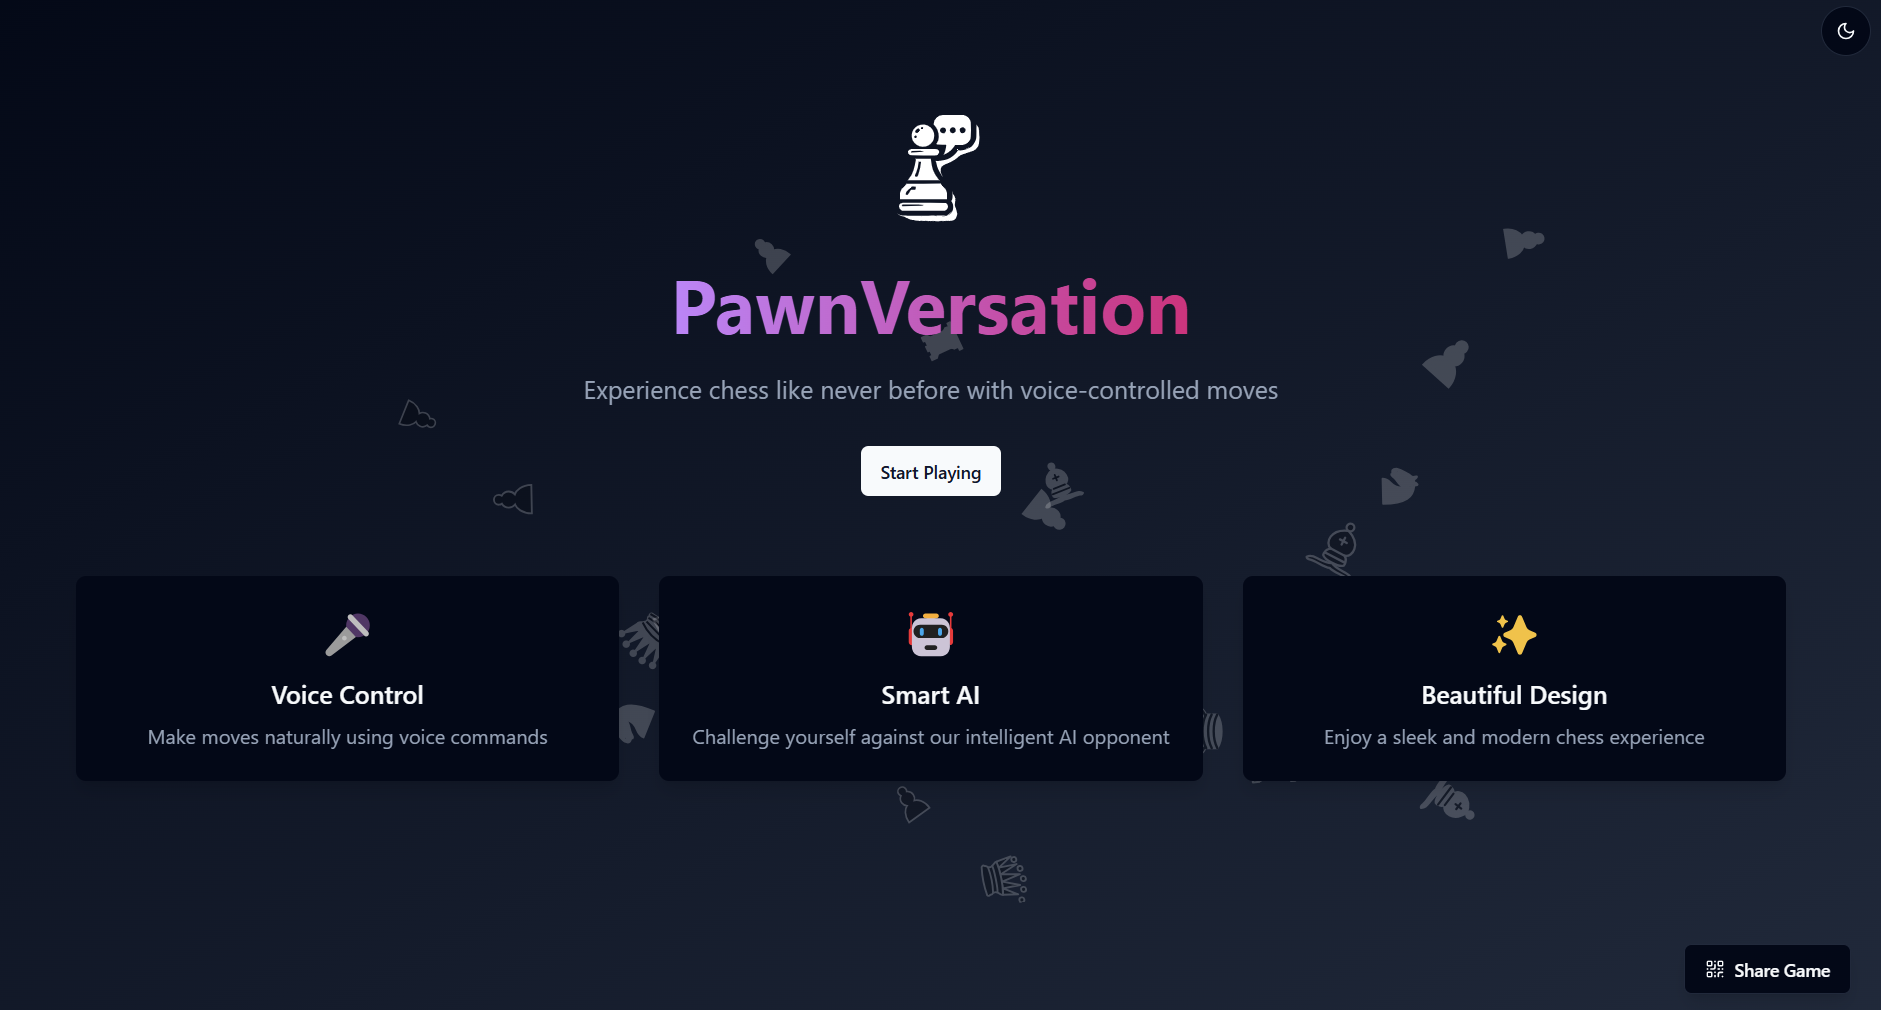 PawnVersation
Experience chess like never before with voice-controlled moves
Start Playing
Voice Control
Make moves naturally using voice commands
Smart AI
Challenge yourself against our intelligent AI opponent
Beautiful Design
Enjoy a sleek and modern chess experience
Share Game